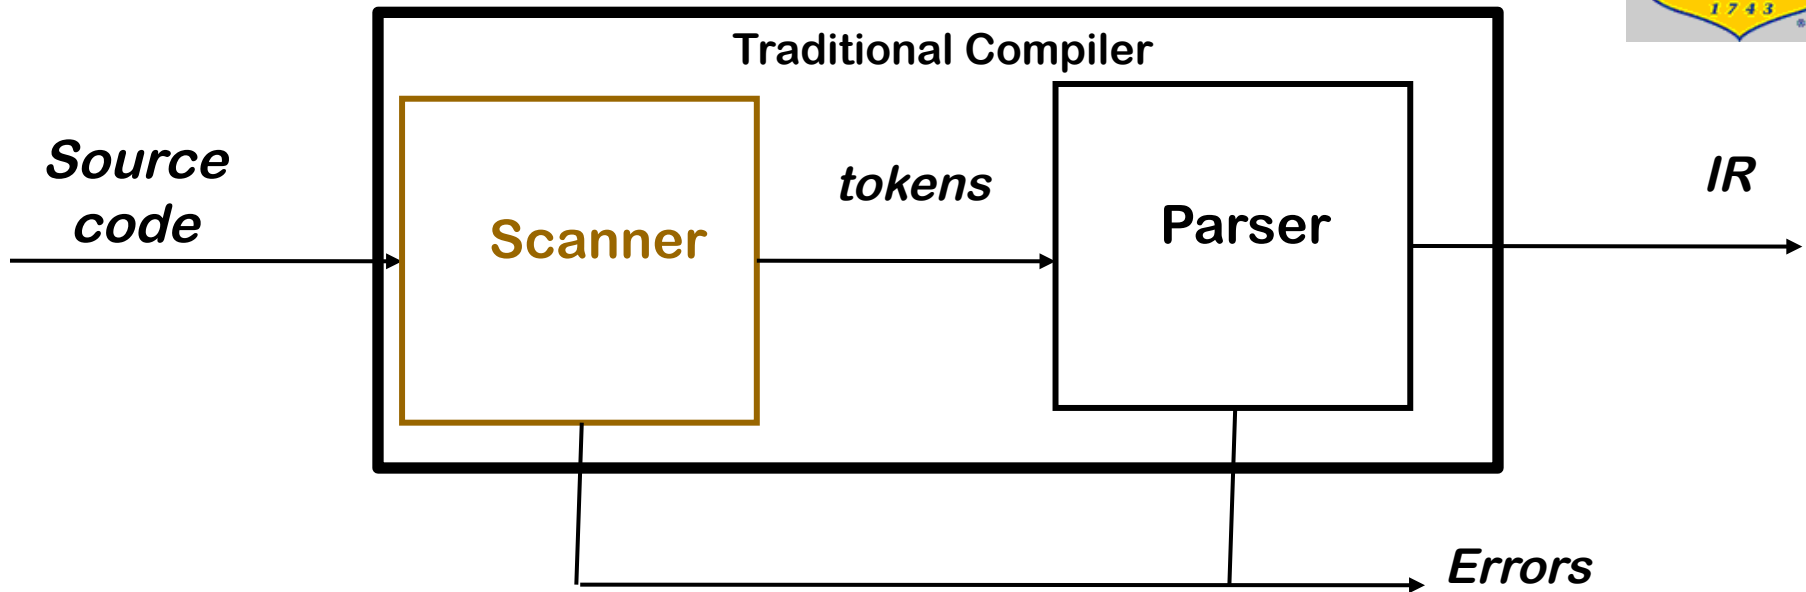 1743
®
Traditional Compiler
Source
code
Scanner
tokens
Parser
IR
Errors